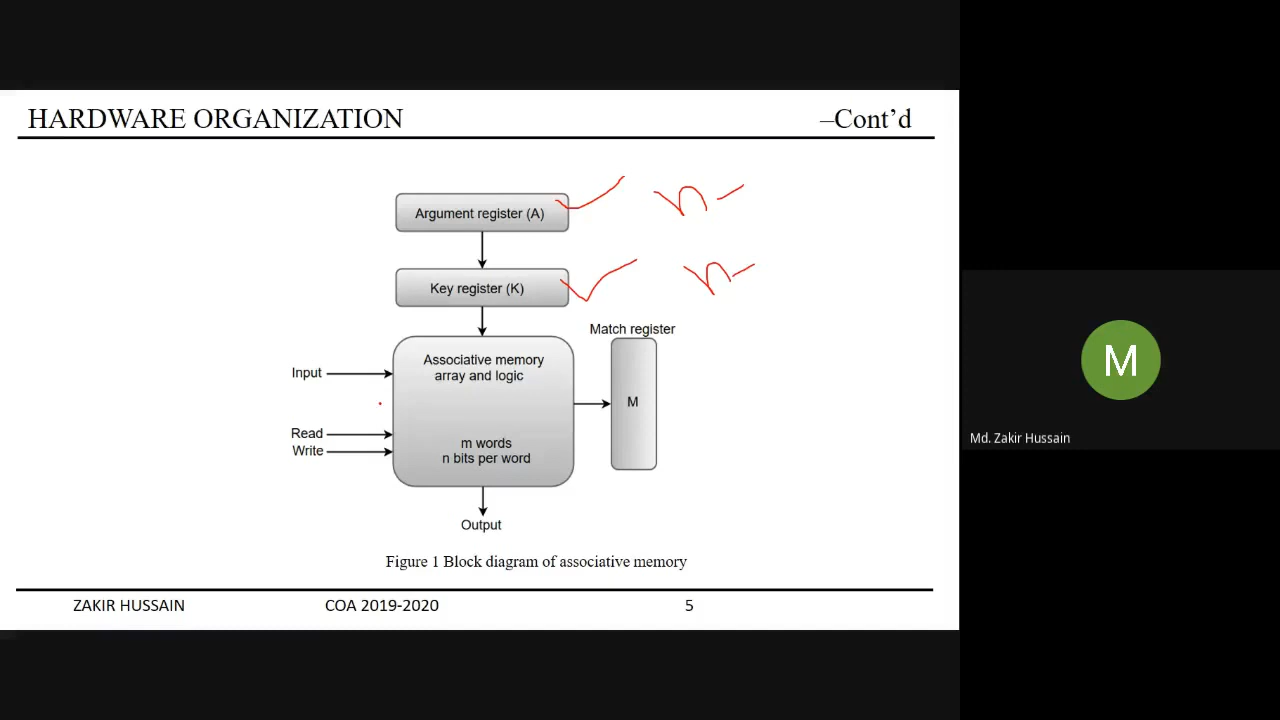 HARDWARE ORGANIZATION –Cont’d
Argument register (A) n-
Key register (K) n-
Match register
Associative memory
array and logic
Input
M
Read
Write
m words
n bits per word
Output
Figure 1 Block diagram of associative memory
ZAKIR HUSSAIN COA 2019-2020 5
M
Md. Zakir Hussain